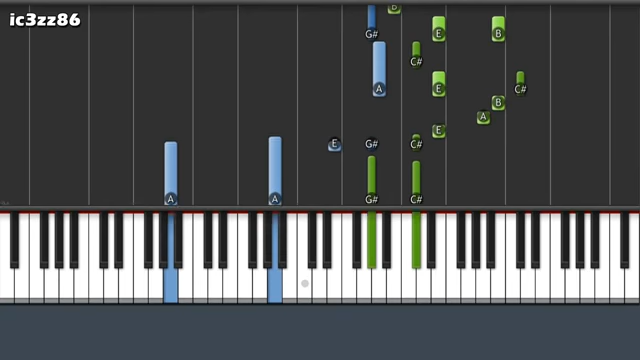 ic3zz86
B
G# E B
C#
A E C#
B
A
E
E G# C#
A A G# C#